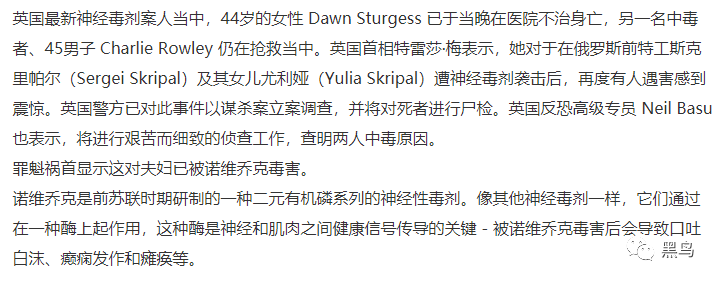 英国最新神经毒剂案人当中，44岁的女性 Dawn Sturgess 已于当晚在医院不治身亡，另一名中毒
者、45男子 Charlie Rowley 仍在抢救当中。英国首相特雷莎·梅表示，她对于在俄罗斯前特工斯克
里帕尔（Sergei Skripal）及其女儿尤利娅（Yulia Skripal）遭神经毒剂袭击后，再度有人遇害感到
震惊。英国警方已对此事件以谋杀案立案调查，并将对死者进行尸检。英国反恐高级专员 Neil Basu
也表示，将进行艰苦而细致的侦查工作，查明两人中毒原因。
罪魁祸首显示这对夫妇已被诺维乔克毒害。
诺维乔克是前苏联时期研制的一种二元有机磷系列的神经性毒剂。像其他神经毒剂一样，它们通过
在一种酶上起作用，这种酶是神经和肌肉之间健康信号传导的关键 - 被诺维乔克毒害后会导致口吐
白沫、癫痫发作和瘫痪等。
黑鸟